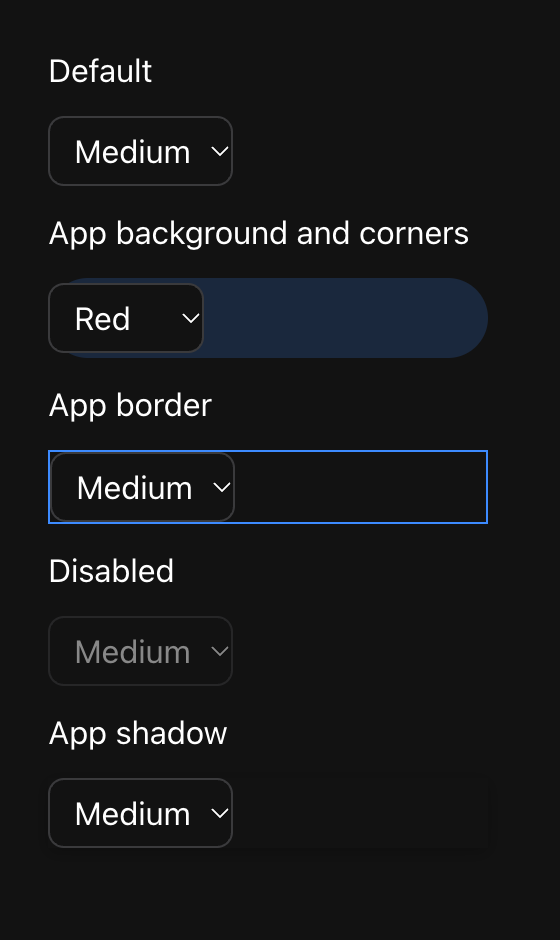 Default
Medium
App background and corners
Red
App border
Medium
Disabled
Medium
App shadow
Medium